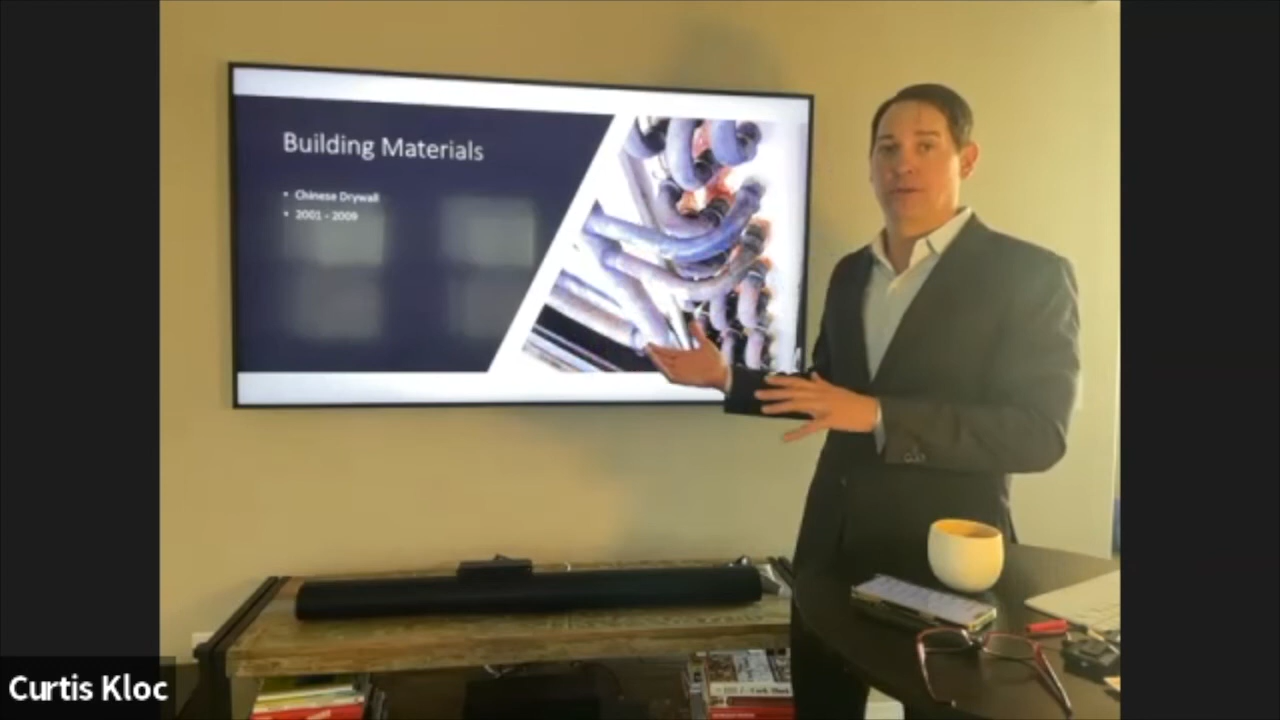 Building Materials
• Chinese Drywall
• 2001 - 2009
Curtis Kloc